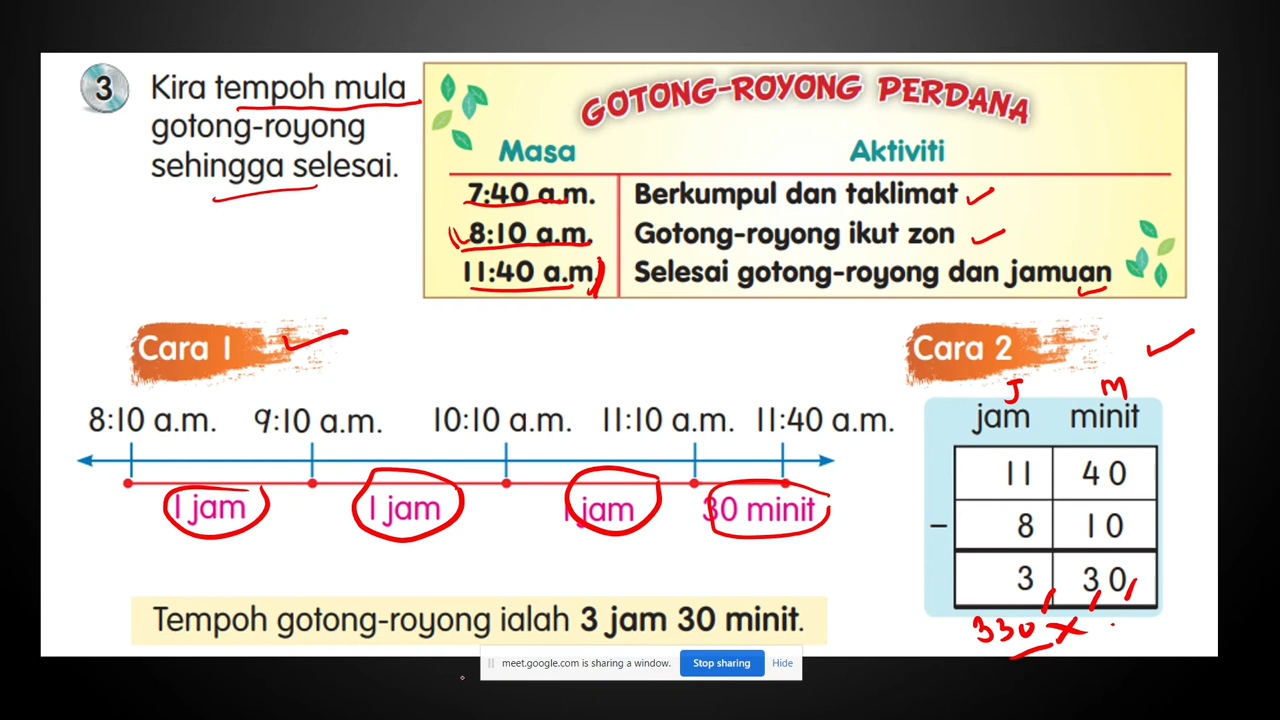 3 Kira tempoh mula
gotong-royong
sehingga selesai.
GOTONG-ROYONG PERDANA
Masa Aktiviti
7:40 a.m. Berkumpul dan taklimat
8:10 a.m. Gotong-royong ikut zon
11:40 a.m. Selesai gotong-royong dan jamuan
Cara 1
8:10 a.m. 9:10 a.m. 10:10 a.m. 11:10 a.m. 11:40 a.m.
1 jam 1 jam 1 jam 30 minit
Tempoh gotong-royong ialah 3 jam 30 minit.
Cara 2
J M
jam minit
11 40
− 8 10
3 30
330 X
meet.google.com is sharing a window. Stop sharing Hide